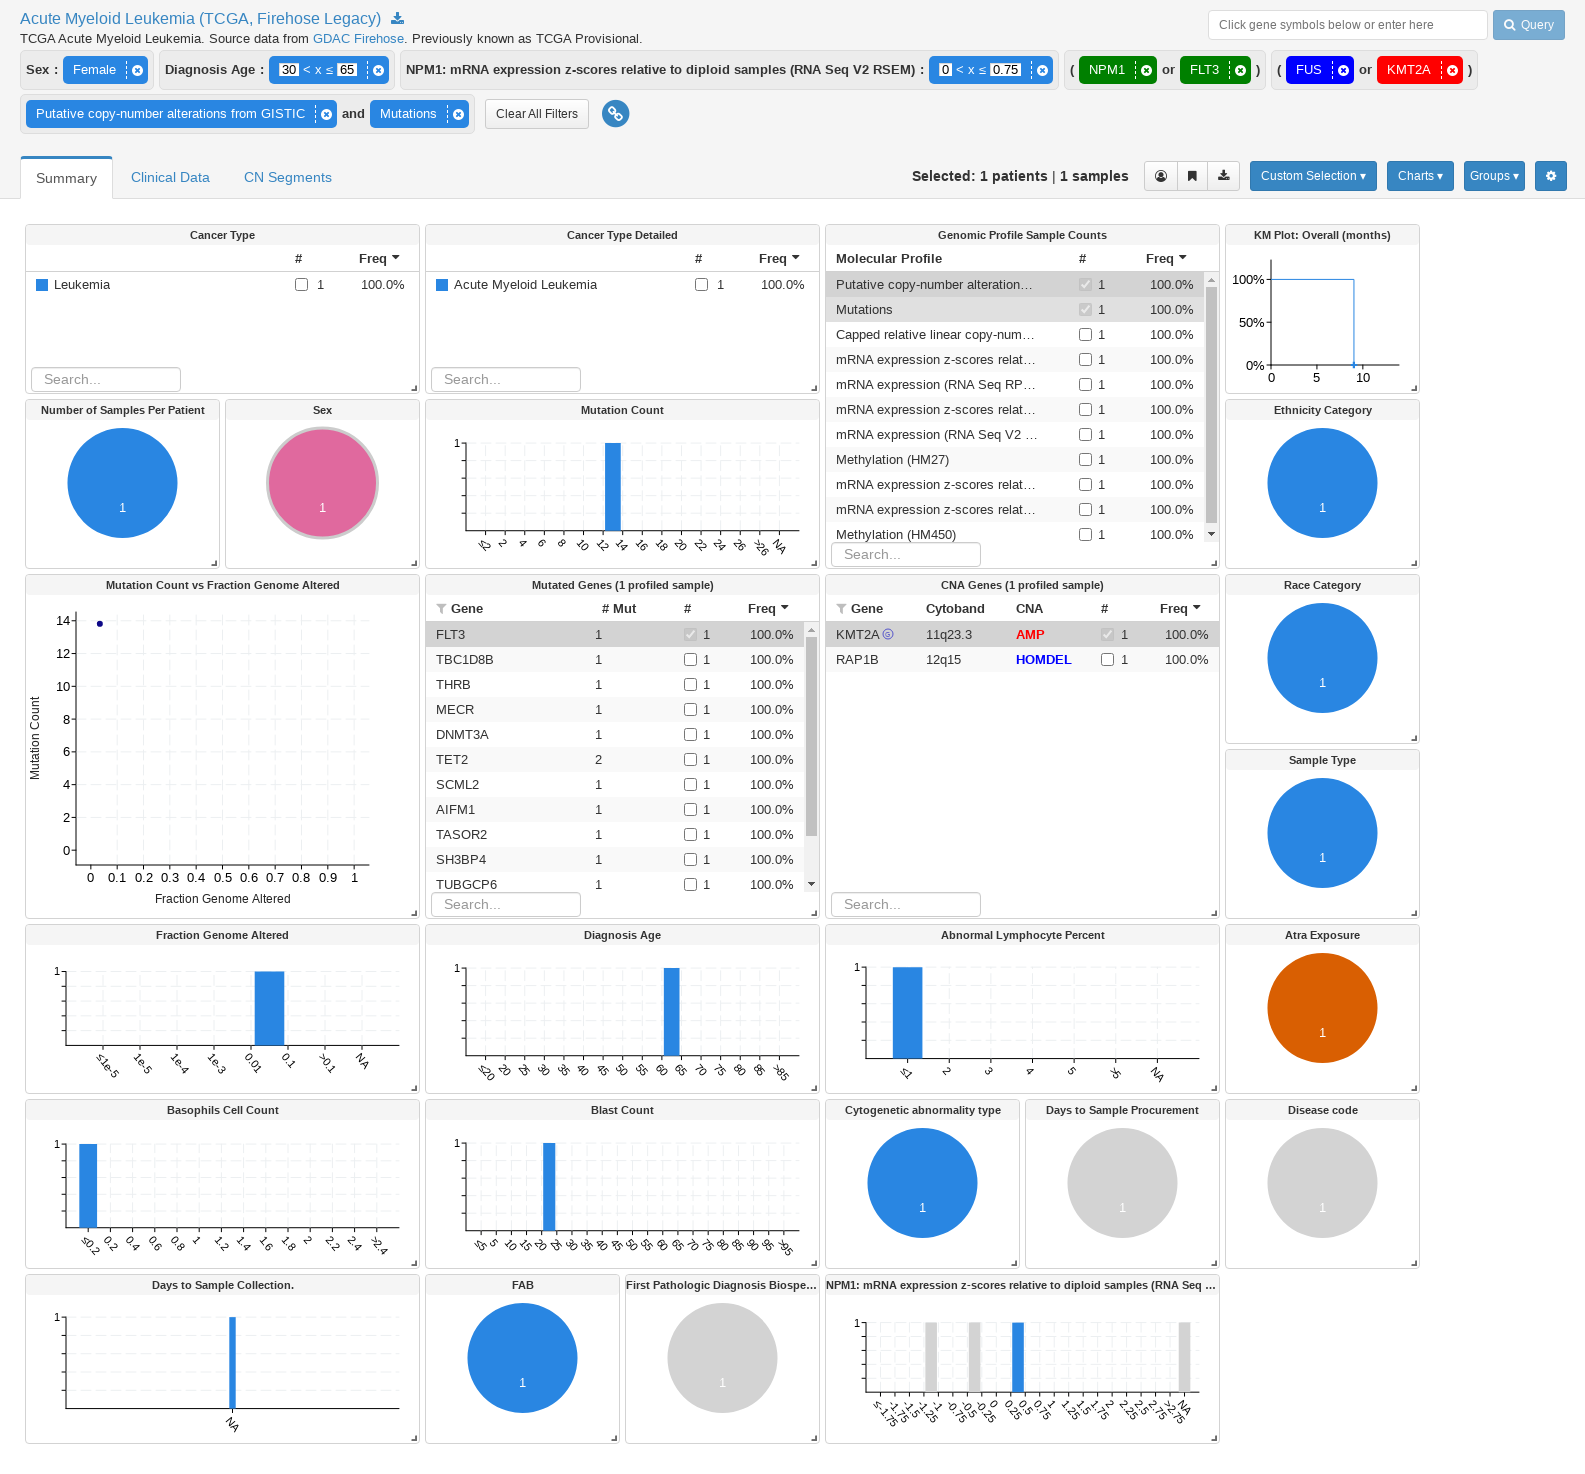 Acute Myeloid Leukemia (TCGA, Firehose Legacy)
Click gene symbols below or enter here
Query
TCGA Acute Myeloid Leukemia. Source data from GDAC Firehose. Previously known as TCGA Provisional.
Sex : Female
Diagnosis Age : 30 < x ≤ 65
NPM1: mRNA expression z-scores relative to diploid samples (RNA Seq V2 RSEM) : 0 < x ≤ 0.75
( NPM1 or FLT3 )
( FUS or KMT2A )
Putative copy-number alterations from GISTIC and Mutations
Clear All Filters
Summary
Clinical Data
CN Segments
Selected: 1 patients | 1 samples
Custom Selection ▾
Charts ▾
Groups ▾
Cancer Type
# Freq
Leukemia 1 100.0%
Search...
Cancer Type Detailed
# Freq
Acute Myeloid Leukemia 1 100.0%
Search...
Genomic Profile Sample Counts
Molecular Profile # Freq
Putative copy-number alteration… 1 100.0%
Mutations 1 100.0%
Capped relative linear copy-num… 1 100.0%
mRNA expression z-scores relat… 1 100.0%
mRNA expression (RNA Seq RP… 1 100.0%
mRNA expression z-scores relat… 1 100.0%
mRNA expression (RNA Seq V2 … 1 100.0%
Methylation (HM27) 1 100.0%
mRNA expression z-scores relat… 1 100.0%
mRNA expression z-scores relat… 1 100.0%
Methylation (HM450) 1 100.0%
Search...
KM Plot: Overall (months)
100%
50%
0%
0 5 10
Number of Samples Per Patient
1
Sex
1
Mutation Count
1
≤2 2 4 6 8 10 12 14 16 18 20 22 24 26 >26 NA
Ethnicity Category
1
Mutation Count vs Fraction Genome Altered
Mutation Count
14
12
10
8
6
4
2
0
0 0.1 0.2 0.3 0.4 0.5 0.6 0.7 0.8 0.9 1
Fraction Genome Altered
Mutated Genes (1 profiled sample)
Gene # Mut # Freq
FLT3 1 1 100.0%
TBC1D8B 1 1 100.0%
THRB 1 1 100.0%
MECR 1 1 100.0%
DNMT3A 1 1 100.0%
TET2 2 1 100.0%
SCML2 1 1 100.0%
AIFM1 1 1 100.0%
TASOR2 1 1 100.0%
SH3BP4 1 1 100.0%
TUBGCP6 1 1 100.0%
Search...
CNA Genes (1 profiled sample)
Gene Cytoband CNA # Freq
KMT2A G 11q23.3 AMP 1 100.0%
RAP1B 12q15 HOMDEL 1 100.0%
Search...
Race Category
1
Sample Type
1
Fraction Genome Altered
1
≤1e-5 1e-5 1e-4 1e-3 0.01 0.1 >0.1 NA
Diagnosis Age
1
≤20 20 25 30 35 40 45 50 55 60 65 70 75 80 85 >85
Abnormal Lymphocyte Percent
1
≤1 2 3 4 5 >5 NA
Atra Exposure
1
Basophils Cell Count
1
≤0.2 0.2 0.4 0.6 0.8 1 1.2 1.4 1.6 1.8 2 2.2 2.4 >2.4
Blast Count
1
≤5 5 10 15 20 25 30 35 40 45 50 55 60 65 70 75 80 85 90 95 >95
Cytogenetic abnormality type
1
Days to Sample Procurement
1
Disease code
1
Days to Sample Collection.
1
NA
FAB
1
First Pathologic Diagnosis Biospe…
1
NPM1: mRNA expression z-scores relative to diploid samples (RNA Seq …
1
≤-1.75 -1.75 -1.5 -1.25 -1 -0.75 -0.5 -0.25 0 0.25 0.5 0.75 1 1.25 1.5 1.75 2 2.25 2.5 2.75 >2.75 NA